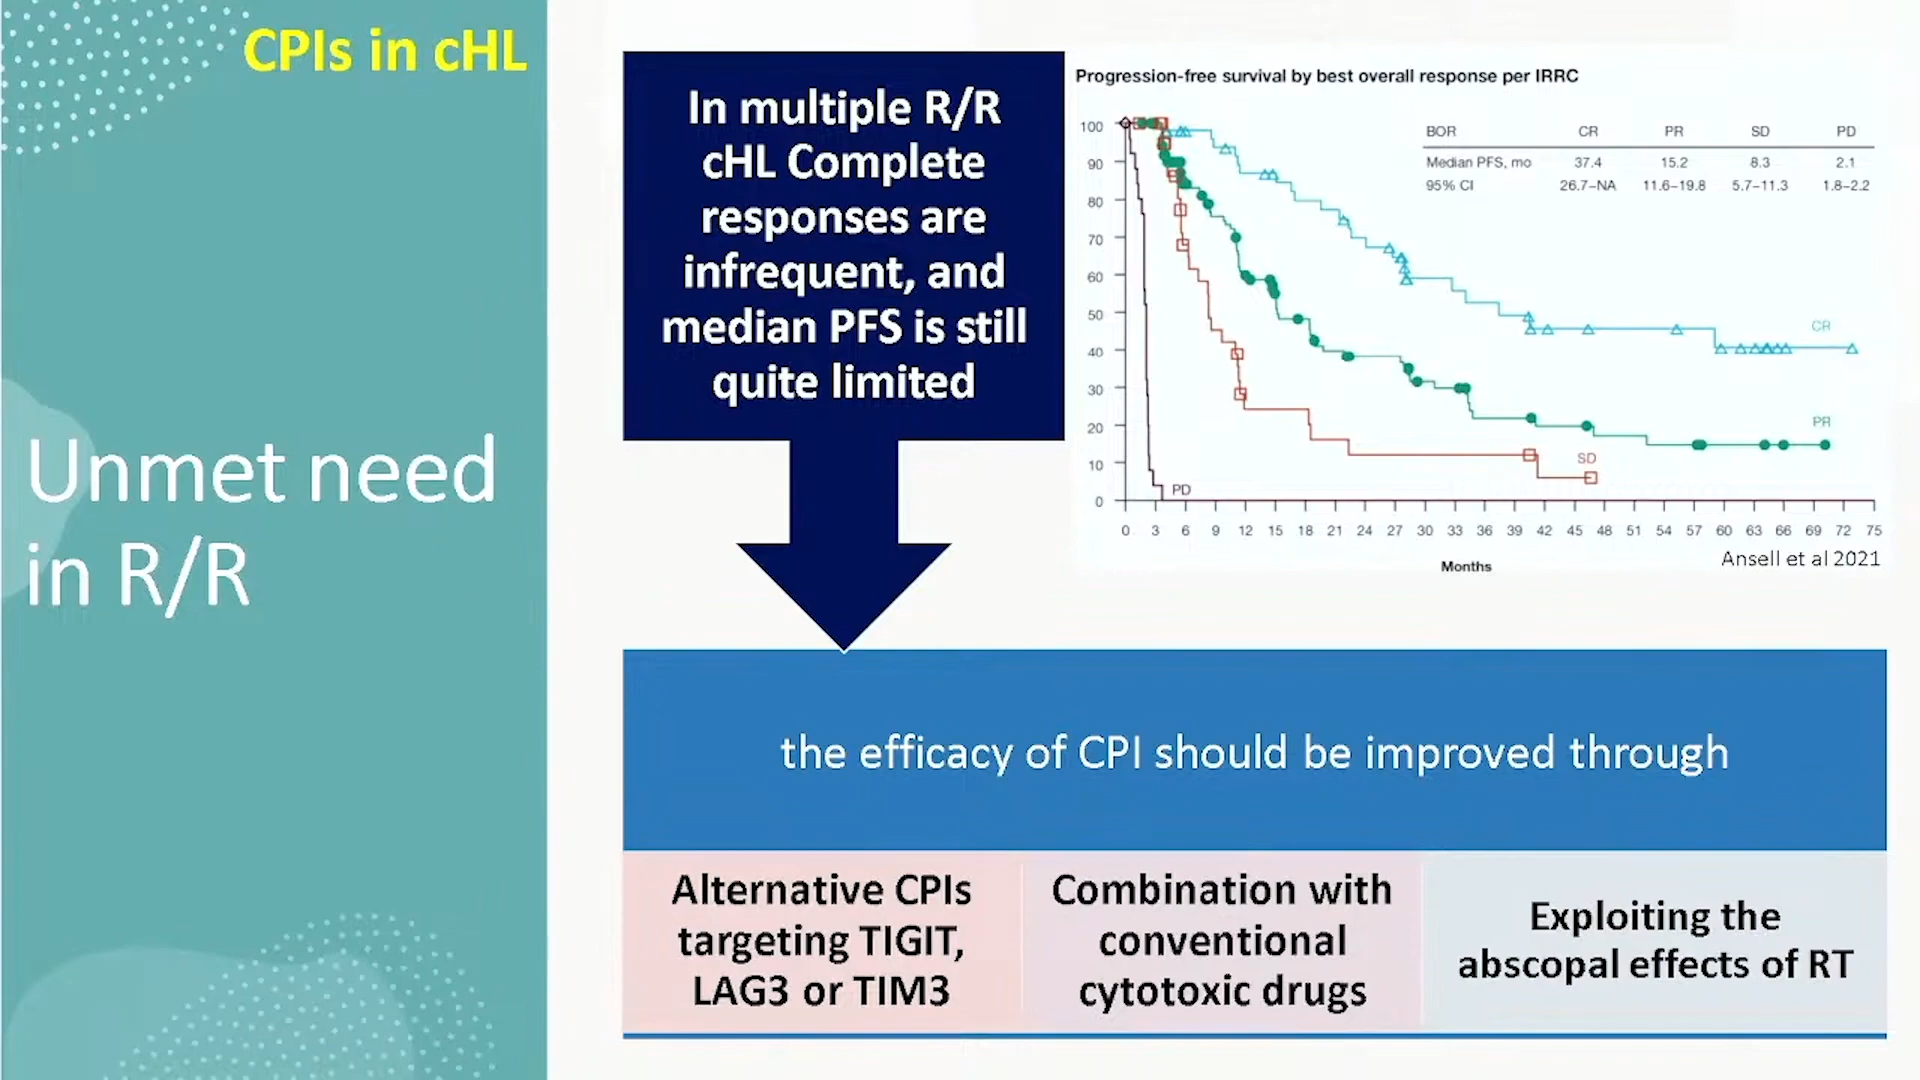 CPIs in cHL
Unmet need
in R/R
In multiple R/R
cHL Complete
responses are
infrequent, and
median PFS is still
quite limited
Progression-free survival by best overall response per IRRC
BOR CR PR SD PD
Median PFS, mo 37.4 15.2 8.3 2.1
95% CI 26.7–NA 11.6–19.8 5.7–11.3 1.8–2.2
100
90
80
70
60
50
40
30
20
10
0
CR
PR
SD
PD
0 3 6 9 12 15 18 21 24 27 30 33 36 39 42 45 48 51 54 57 60 63 66 69 72 75
Months
Ansell et al 2021
the efficacy of CPI should be improved through
Alternative CPIs
targeting TIGIT,
LAG3 or TIM3
Combination with
conventional
cytotoxic drugs
Exploiting the
abscopal effects of RT